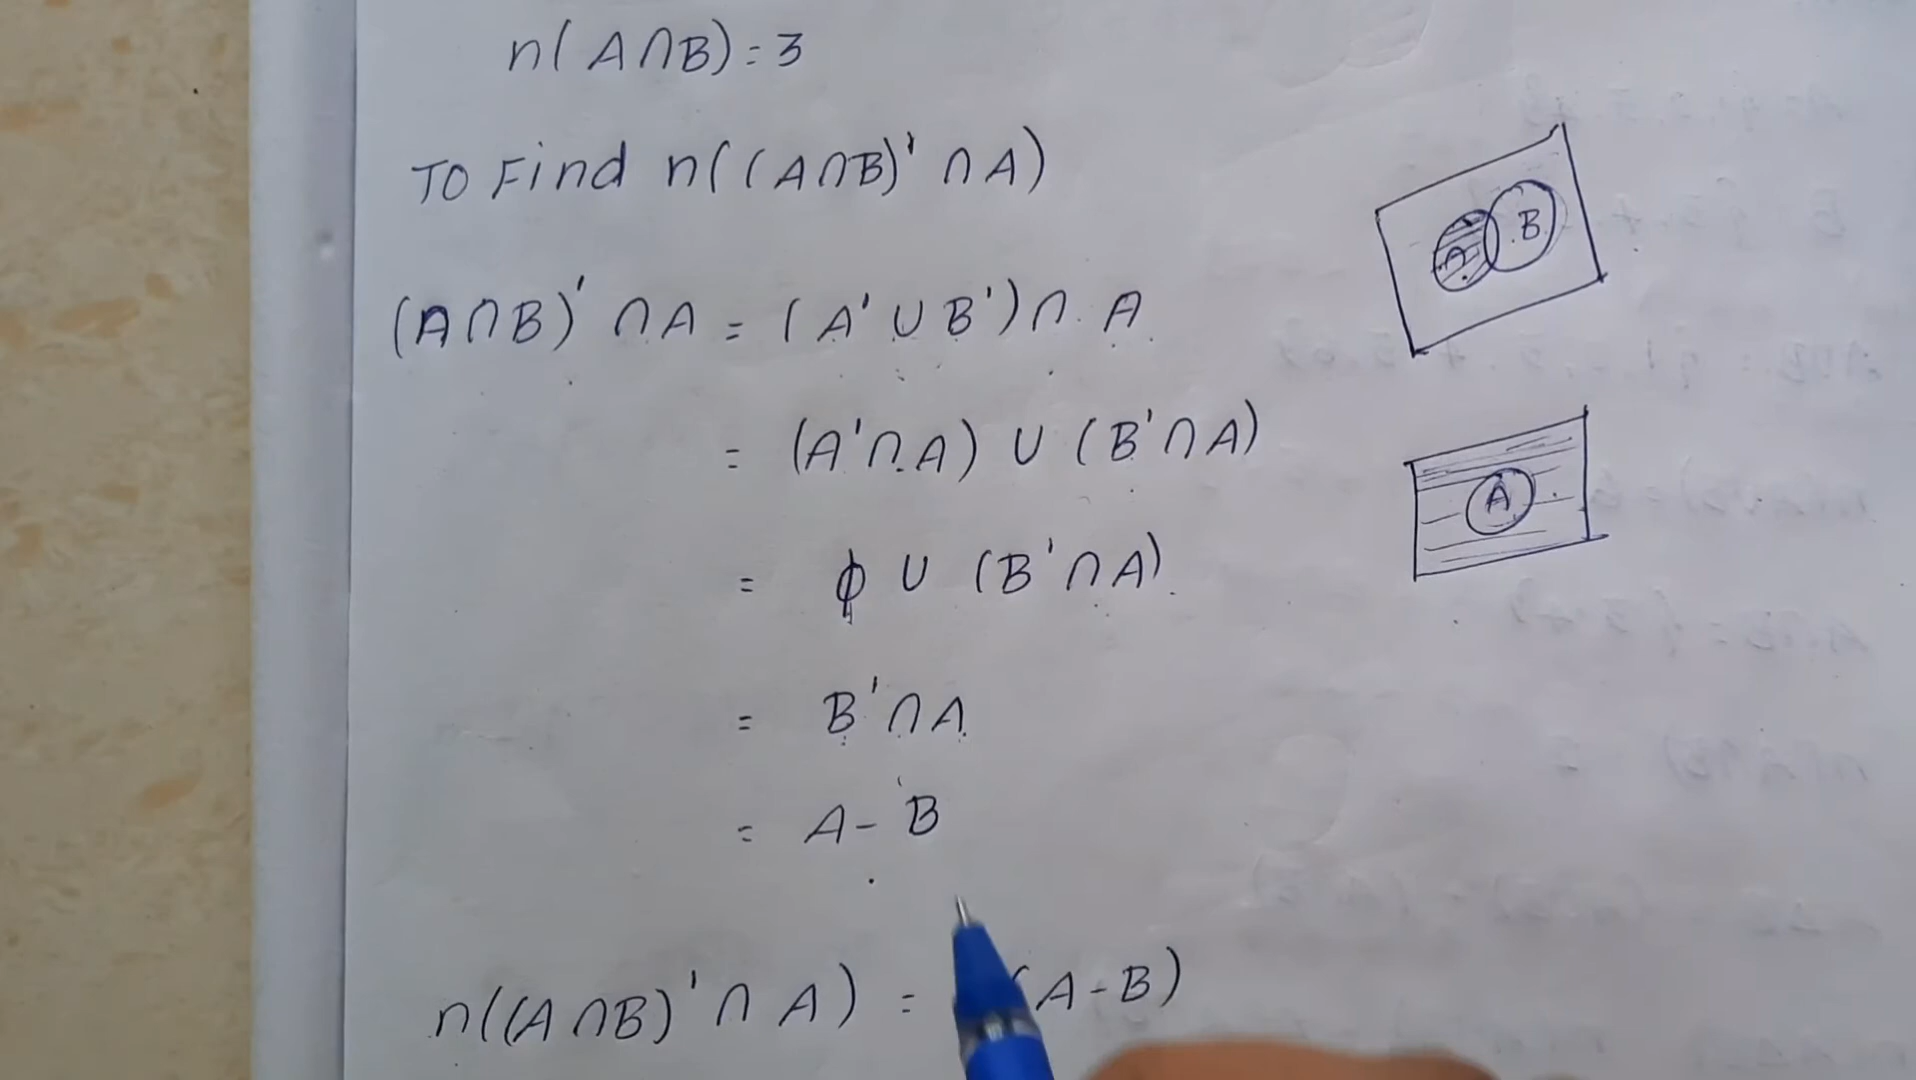 n(A∩B) = 3
TO Find n((A∩B)' ∩ A)
(A∩B)' ∩ A = (A' ∪ B') ∩ A
= (A'∩A) ∪ (B'∩A)
= ϕ ∪ (B'∩A)
= B'∩A
= A - B
n((A∩B)' ∩ A) = (A - B)
A B
A